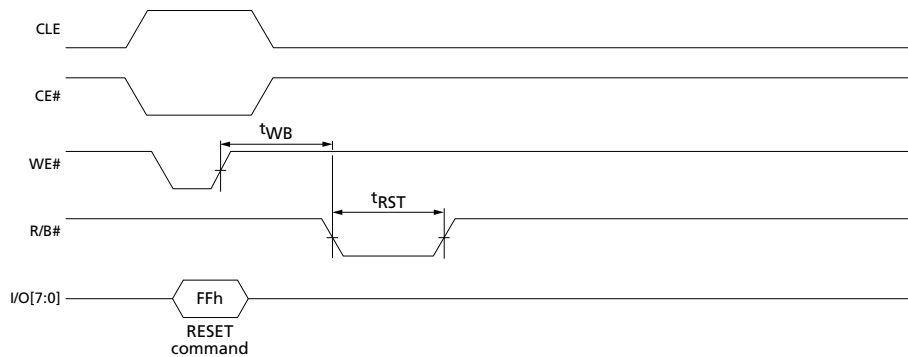 CLE
CE#
tWB
WE#
tRST
R/B#
I/O[7:0]
FFh
RESET
command